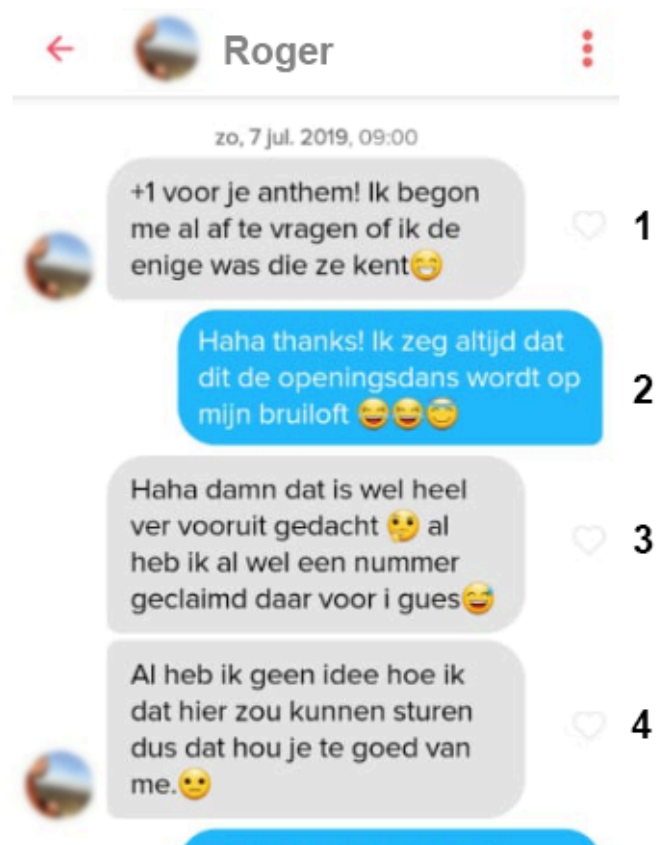 Roger
zo, 7 jul. 2019, 09:00
+1 voor je anthem! Ik begon
me al af te vragen of ik de
enige was die ze kent😁
1
Haha thanks! Ik zeg altijd dat
dit de openingsdans wordt op
mijn bruiloft 😄😄😇
2
Haha damn dat is wel heel
ver vooruit gedacht 🤔 al
heb ik al wel een nummer
geclaimd daar voor i gues😅
3
Al heb ik geen idee hoe ik
dat hier zou kunnen sturen
dus dat hou je te goed van
me.😐
4